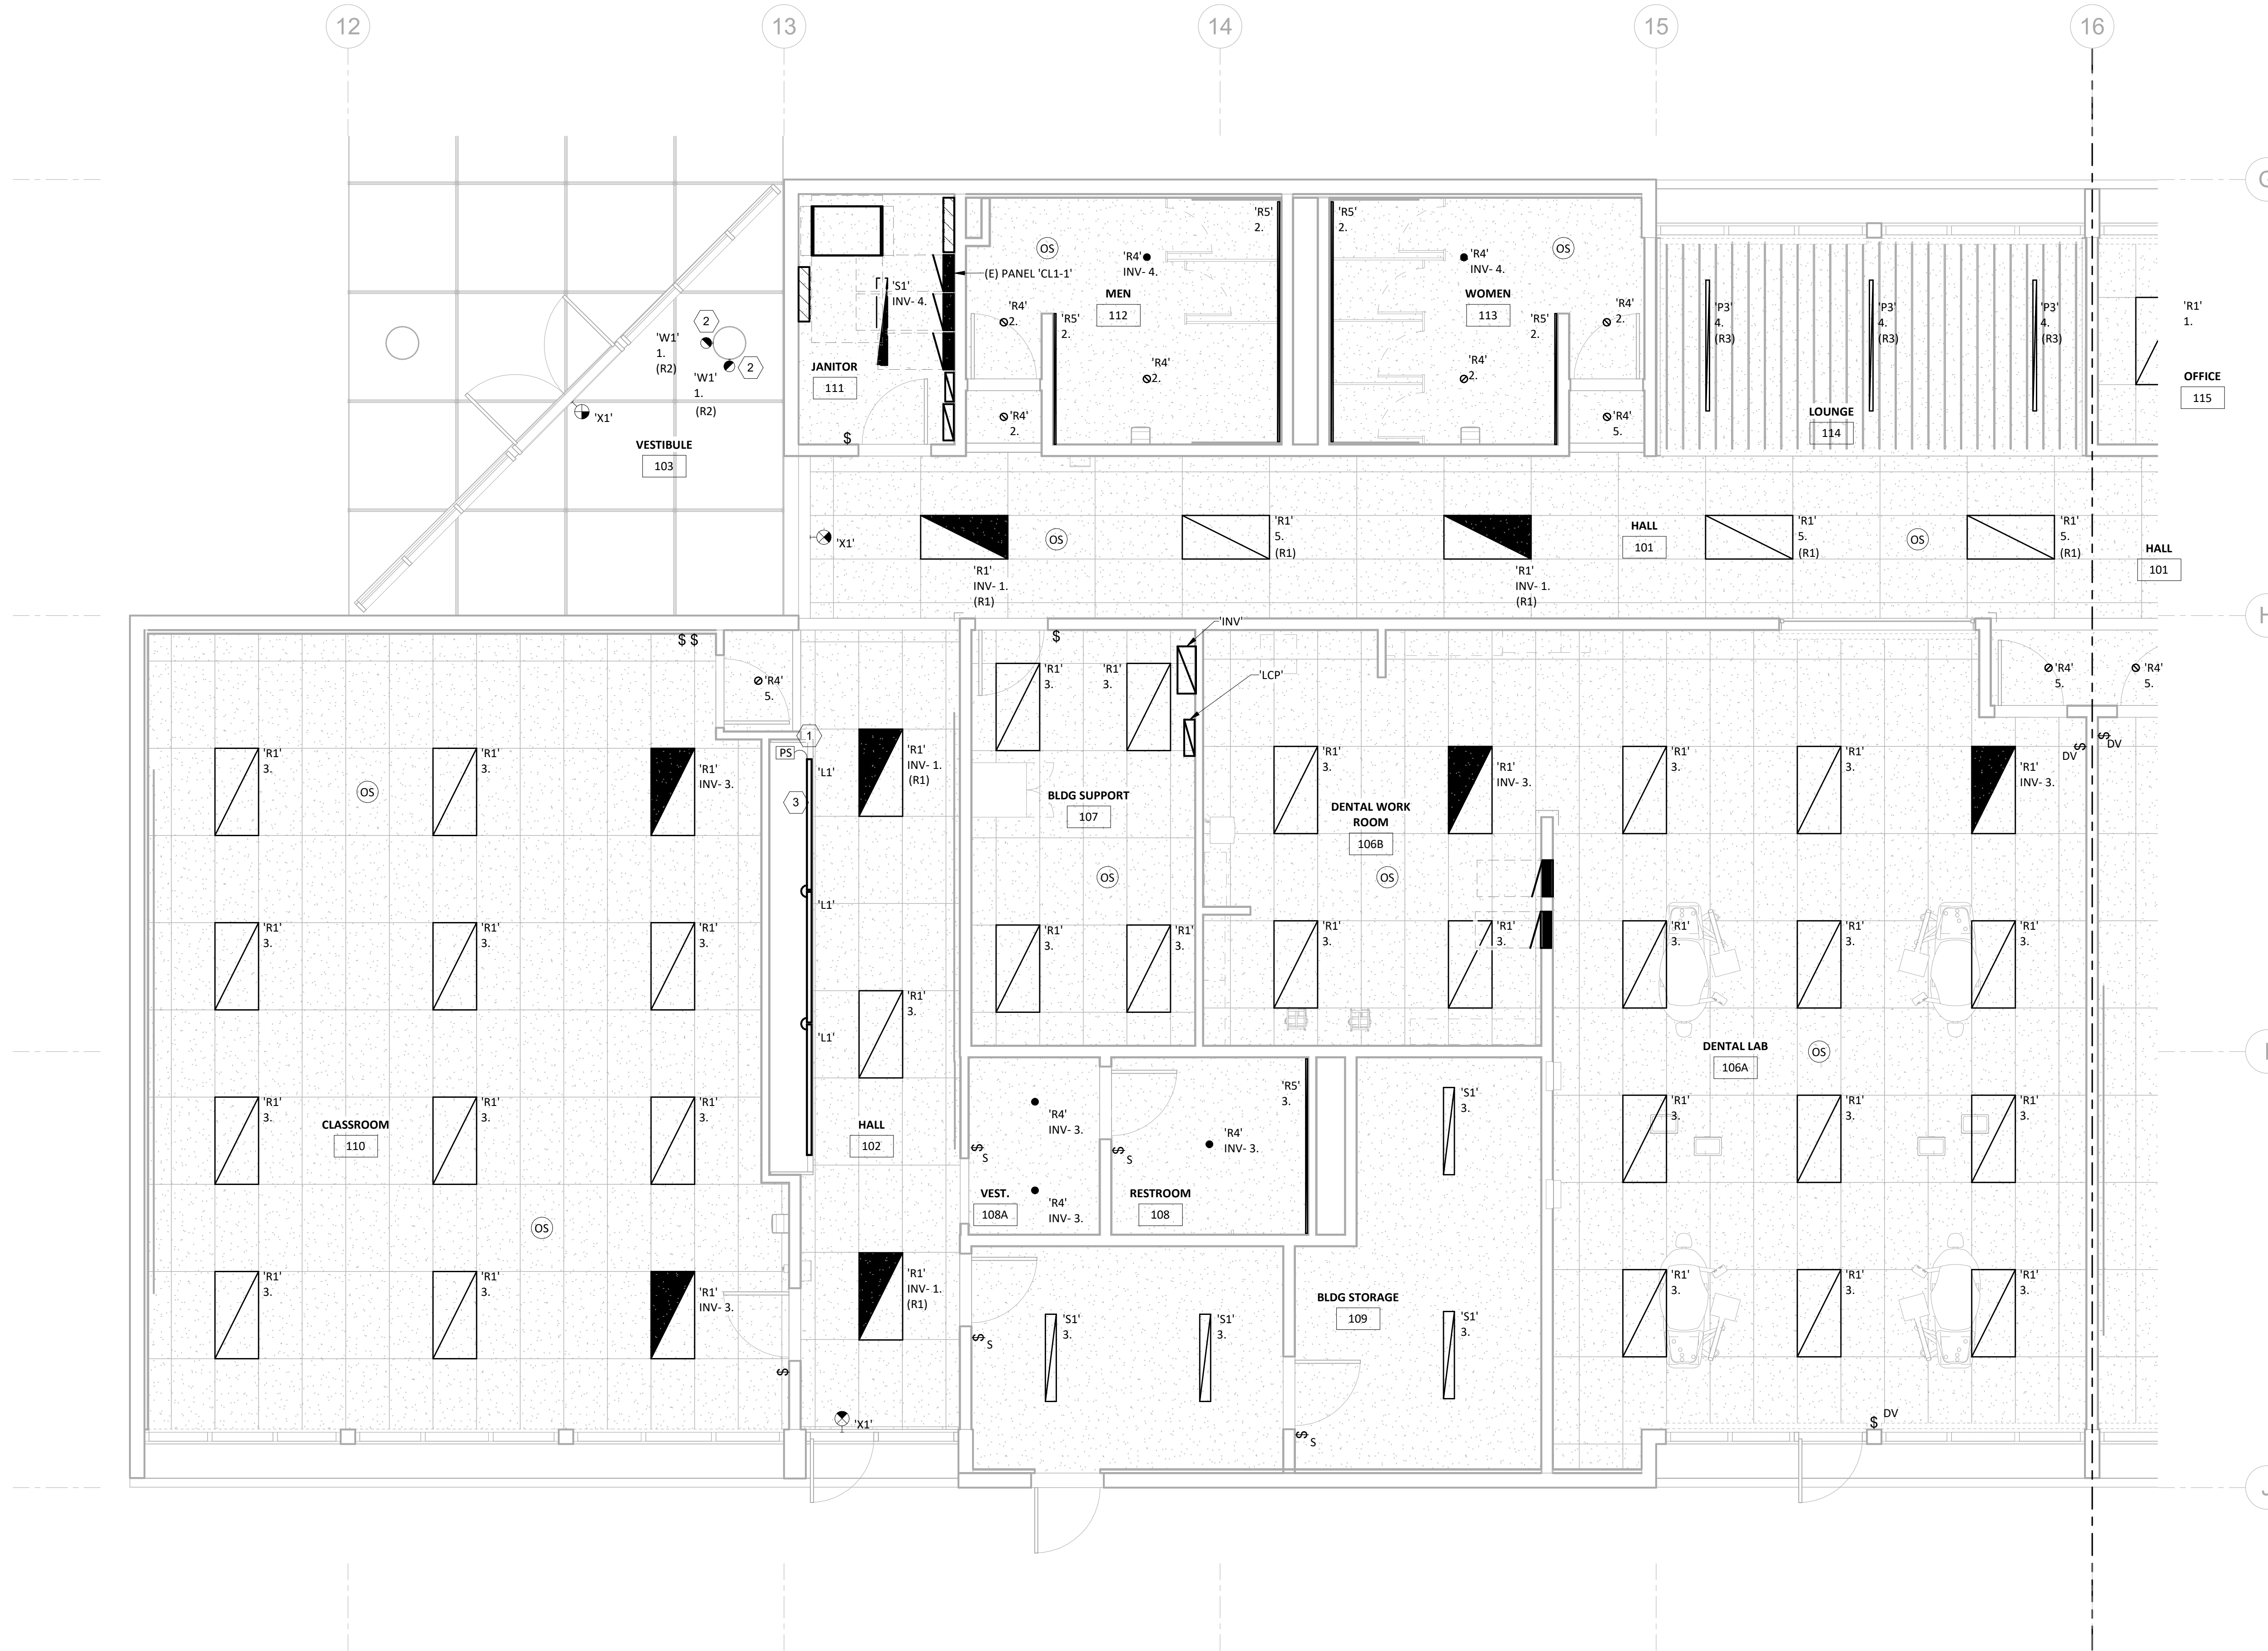 12
13
14
15
16
'R5'
2.
'R5'
2.
OS
'R4'
INV- 4.
'R4'
INV- 4.
OS
(E) PANEL 'CL1-1'
'S1'
INV- 4.
MEN
112
WOMEN
113
'R4'
2.
'R5'
2.
'R5'
2.
'R4'
2.
'P3'
4.
(R3)
'P3'
4.
(R3)
'P3'
4.
(R3)
'R1'
1.
2
'W1'
1.
(R2)
2
'W1'
1.
(R2)
JANITOR
111
'R4'
2.
'R4'
2.
OFFICE
115
'X1'
'R4'
2.
'R4'
5.
LOUNGE
114
VESTIBULE
103
$
'X1'
OS
'R1'
5.
(R1)
HALL
101
'R1'
5.
(R1)
OS
'R1'
5.
(R1)
HALL
101
'R1'
INV- 1.
(R1)
'R1'
INV- 1.
(R1)
H
$ $
$
'INV'
'LCP'
'R4'
5.
'R1'
3.
'R1'
3.
'R4'
5.
'R4'
5.
1
PS
$
DV
$
DV
'R1'
3.
'R1'
3.
'R1'
INV- 3.
'L1'
'R1'
INV- 1.
(R1)
'R1'
3.
'R1'
INV- 3.
'R1'
3.
'R1'
3.
'R1'
INV- 3.
OS
3
BLDG SUPPORT
107
DENTAL WORK
ROOM
106B
OS
OS
'L1'
'R1'
3.
'R1'
3.
'R1'
3.
'R1'
3.
'R1'
3.
'R1'
3.
'R1'
3.
'R1'
3.
'R1'
3.
'R1'
3.
'L1'
'R1'
3.
DENTAL LAB
106A
OS
'R1'
3.
'R1'
3.
'R1'
3.
CLASSROOM
110
HALL
102
'R4'
INV- 3.
'R5'
3.
'R4'
INV- 3.
'S1'
3.
'R1'
3.
'R1'
3.
'R1'
3.
$
S
$
S
VEST.
108A
'R4'
INV- 3.
RESTROOM
108
OS
'R1'
3.
'R1'
3.
'R1'
INV- 3.
'R1'
INV- 1.
(R1)
BLDG STORAGE
109
'R1'
3.
'R1'
3.
'R1'
3.
'S1'
3.
'S1'
3.
'S1'
3.
$
S
$
'X1'
$
S
$
DV